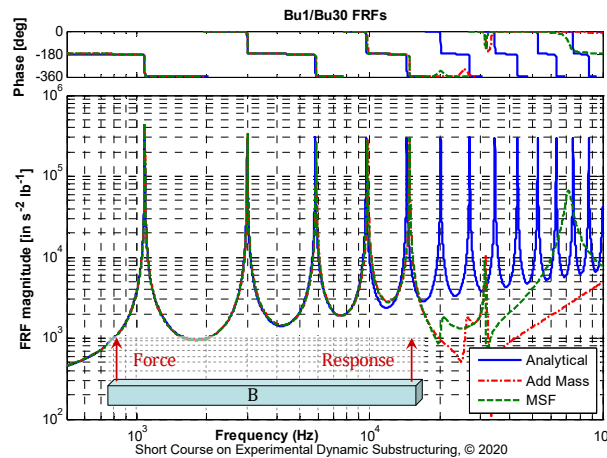 Bu1/Bu30 FRFs
Phase [deg]
0
-180
-360
FRF magnitude [in s-2 lb-1]
10^6
10^5
10^4
10^3
10^2
Force
Response
B
Analytical
Add Mass
MSF
10^3
10^4
10
Frequency (Hz)
Short Course on Experimental Dynamic Substructuring, © 2020